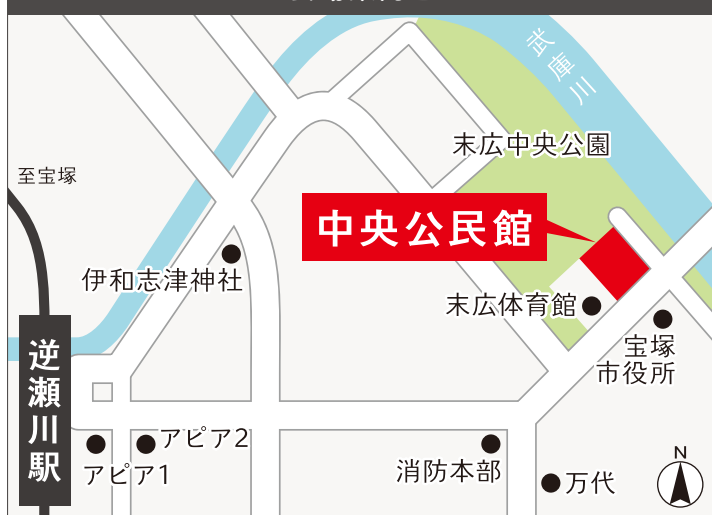 武庫川
末広中央公園
至宝塚
中央公民館
伊和志津神社
末広体育館
宝塚
市役所
逆瀬川駅
アピア2
アピア1
消防本部
万代
N